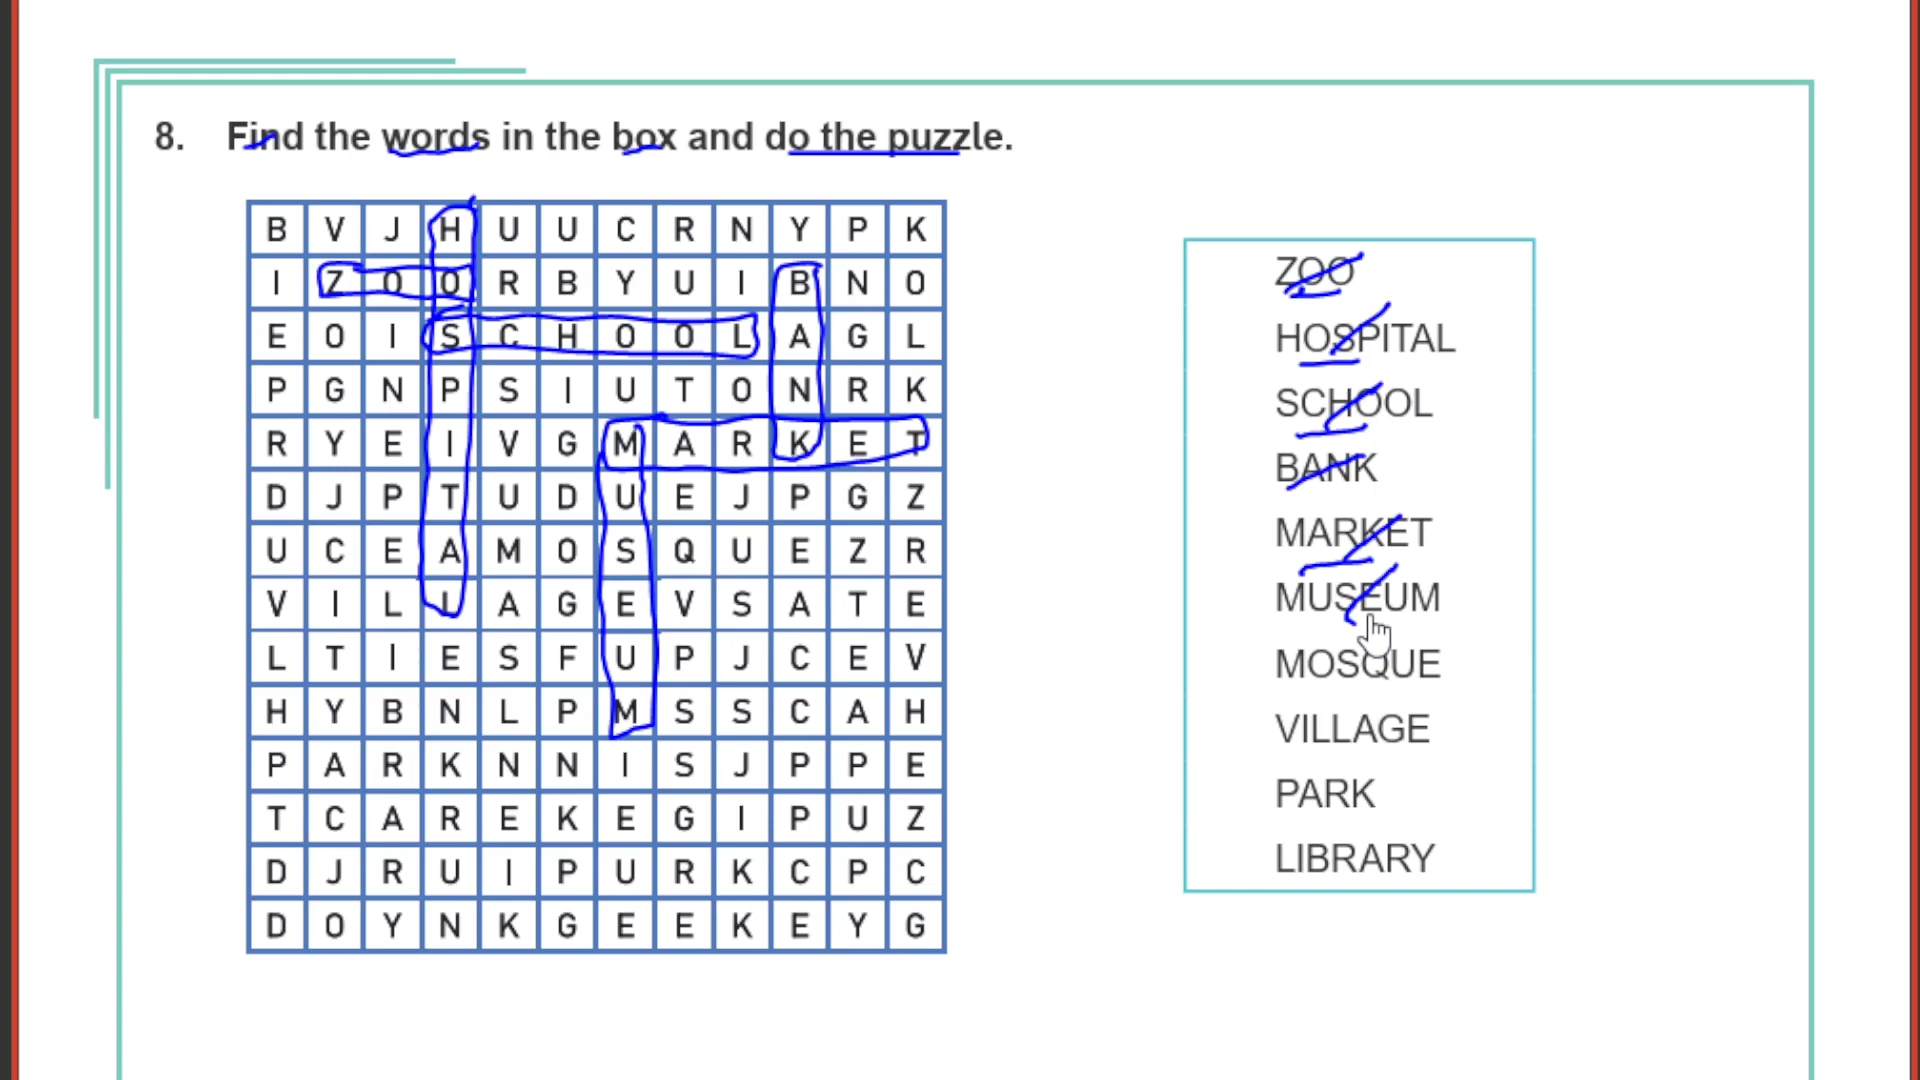 8. Find the words in the box and do the puzzle.
B V J H U U C R N Y P K
I Z O O R B Y U I B N O
E O I S C H O O L A G L
P G N P S I U T O N R K
R Y E I V G M A R K E T
D J P T U D U E J P G Z
U C E A M O S Q U E Z R
V I L L A G E V S A T E
L T I E S F U P J C E V
H Y B N L P M S S C A H
P A R K N N I S J P P E
T C A R E K E G I P U Z
D J R U I P U R K C P C
D O Y N K G E E K E Y G
ZOO
HOSPITAL
SCHOOL
BANK
MARKET
MUSEUM
MOSQUE
VILLAGE
PARK
LIBRARY